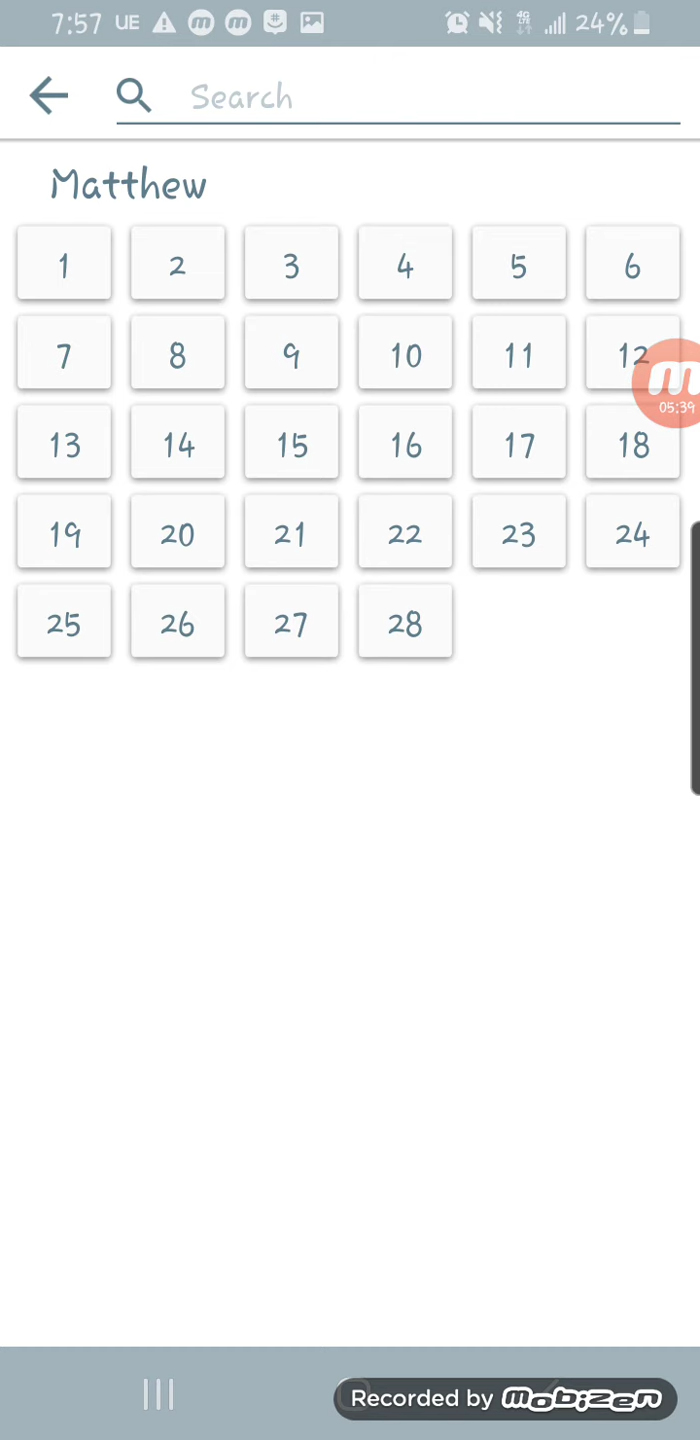 7:57 UE 4G 24%
Search
Matthew
1 2 3 4 5 6
7 8 9 10 11 12
05:39
13 14 15 16 17 18
19 20 21 22 23 24
25 26 27 28
Recorded by mobizen